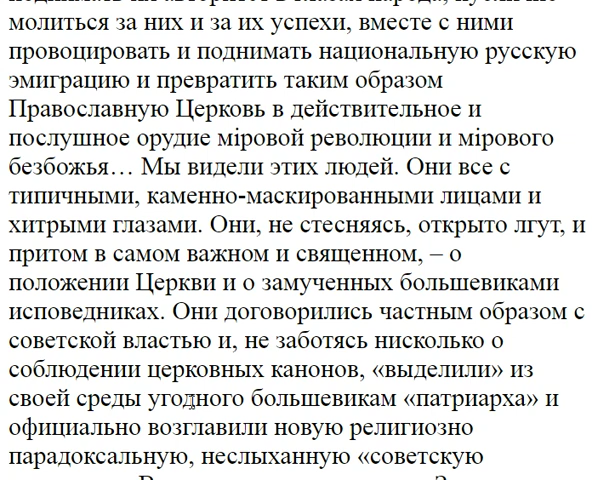 молиться за них и за их успехи, вместе с ними
провоцировать и поднимать национальную русскую
эмиграцию и превратить таким образом
Православную Церковь в действительное и
послушное орудие мiровой революции и мiрового
безбожья… Мы видели этих людей. Они все с
типичными, каменно-маскированными лицами и
хитрыми глазами. Они, не стесняясь, открыто лгут, и
притом в самом важном и священном, – о
положении Церкви и о замученных большевиками
исповедниках. Они договорились частным образом с
советской властью и, не заботясь нисколько о
соблюдении церковных канонов, «выделили» из
своей среды угодного большевикам «патриарха» и
официально возглавили новую религиозно
парадоксальную, неслыханную «советскую